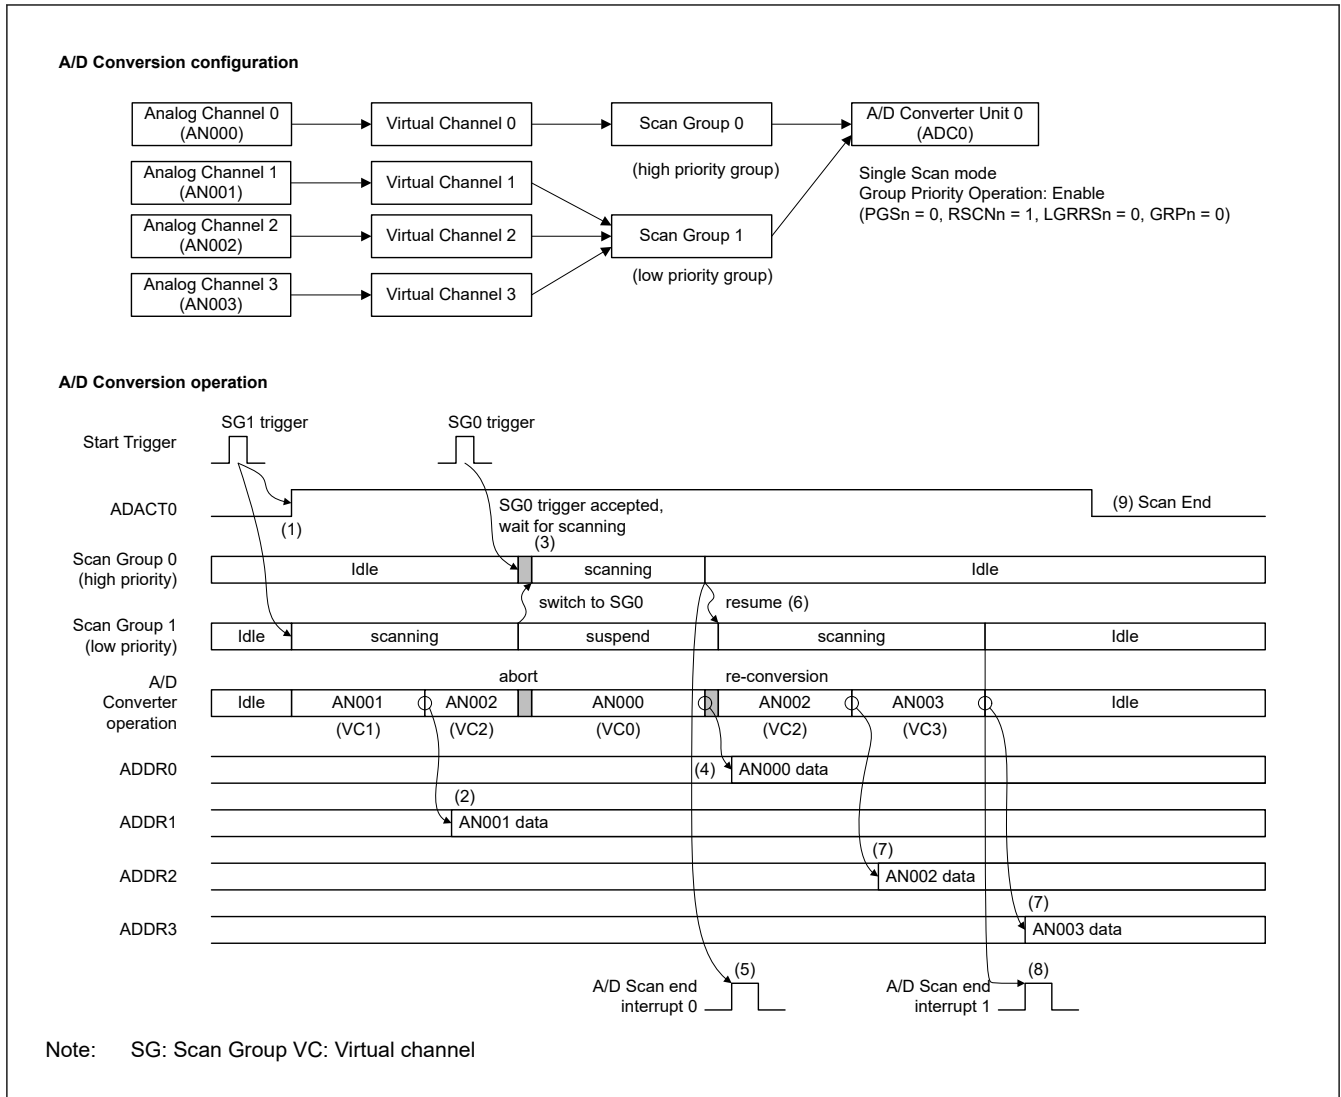 A/D Conversion configuration
Analog Channel 0
(AN000)
Virtual Channel 0
Scan Group 0
A/D Converter Unit 0
(ADC0)
(high priority group)
Analog Channel 1
(AN001)
Virtual Channel 1
Single Scan mode
Group Priority Operation: Enable
(PGSn = 0, RSCNn = 1, LGRRSn = 0, GRPn = 0)
Analog Channel 2
(AN002)
Virtual Channel 2
Scan Group 1
(low priority group)
Analog Channel 3
(AN003)
Virtual Channel 3
A/D Conversion operation
SG1 trigger
SG0 trigger
Start Trigger
ADACT0
(1)
SG0 trigger accepted,
wait for scanning
(3)
(9) Scan End
Scan Group 0
(high priority)
Idle
scanning
Idle
switch to SG0
resume (6)
Scan Group 1
(low priority)
Idle
scanning
suspend
scanning
Idle
abort
re-conversion
A/D
Converter
operation
Idle
AN001
AN002
AN000
AN002
AN003
Idle
(VC1)
(VC2)
(VC0)
(VC2)
(VC3)
ADDR0
(4)
AN000 data
ADDR1
(2)
AN001 data
ADDR2
(7)
AN002 data
ADDR3
(7)
AN003 data
A/D Scan end
interrupt 0
(5)
A/D Scan end
interrupt 1
(8)
Note: SG: Scan Group VC: Virtual channel